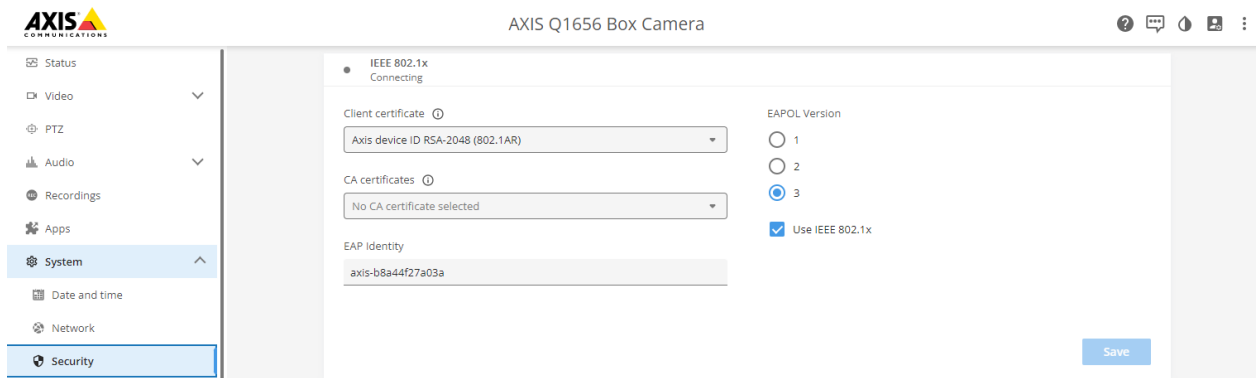 AXIS
COMMUNICATIONS
AXIS Q1656 Box Camera
Status
Video
PTZ
Audio
Recordings
Apps
System
Date and time
Network
Security
IEEE 802.1x
Connecting
Client certificate
Axis device ID RSA-2048 (802.1AR)
CA certificates
No CA certificate selected
EAP Identity
axis-b8a44f27a03a
EAPOL Version
1
2
3
Use IEEE 802.1x
Save